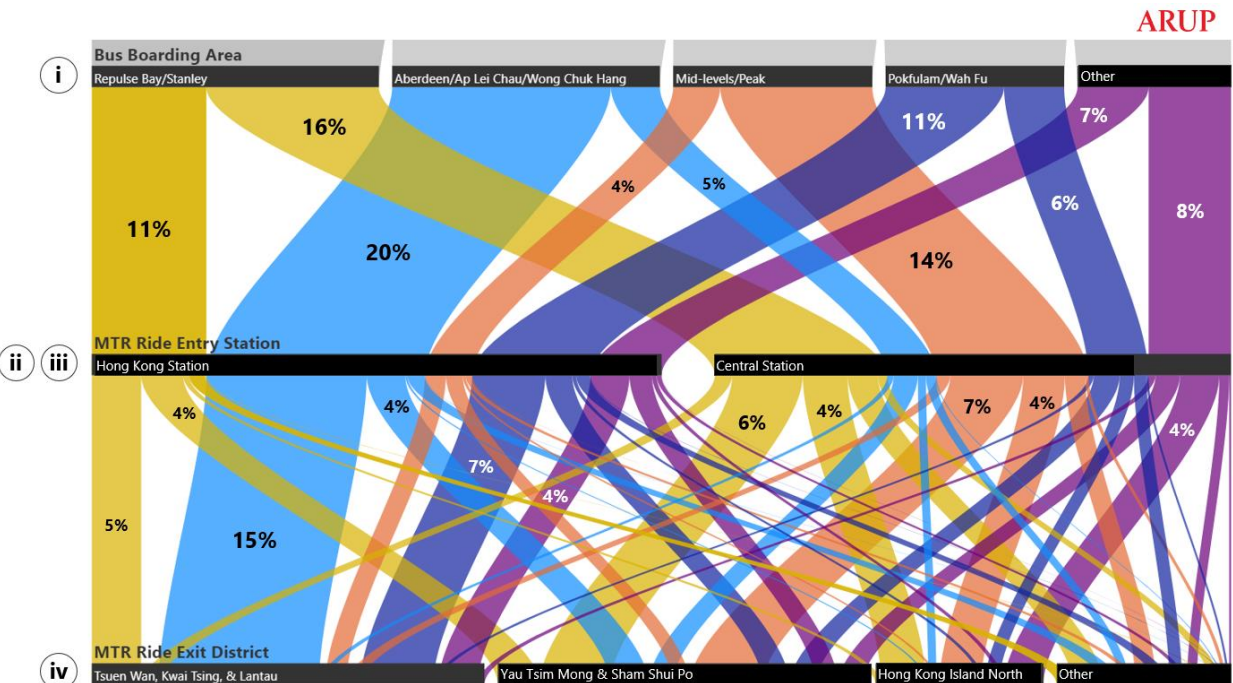 ARUP
Bus Boarding Area
i
Repulse Bay/Stanley
Aberdeen/Ap Lei Chau/Wong Chuk Hang
Mid-levels/Peak
Pokfulam/Wah Fu
Other
16%
11%
7%
4%
5%
6%
8%
11%
20%
14%
MTR Ride Entry Station
ii
iii
Hong Kong Station
Central Station
4%
4%
6%
4%
7%
4%
4%
7%
4%
5%
15%
MTR Ride Exit District
iv
Tsuen Wan, Kwai Tsing, & Lantau
Yau Tsim Mong & Sham Shui Po
Hong Kong Island North
Other